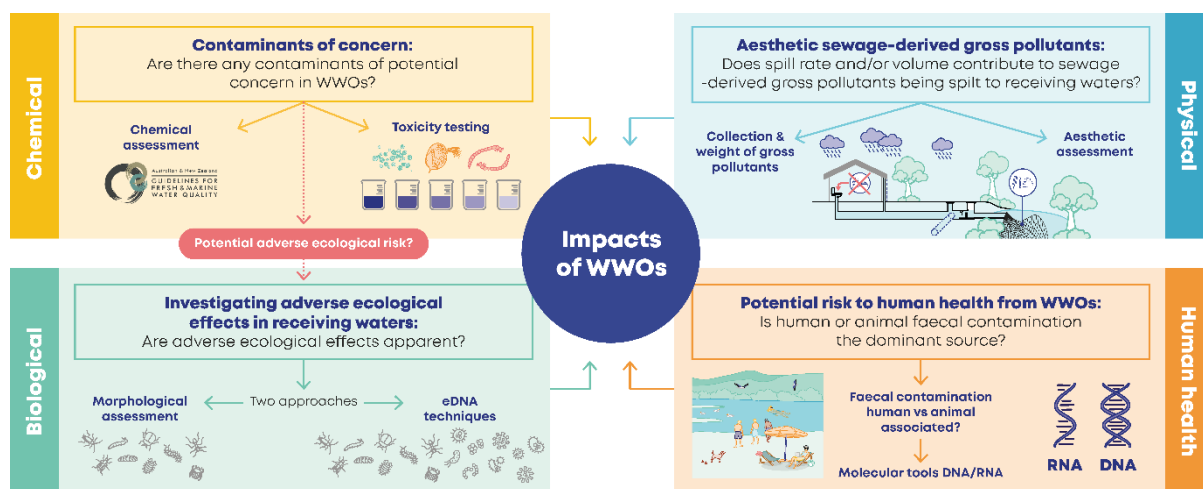 Chemical
Contaminants of concern:
Are there any contaminants of potential
concern in WWOs?
Chemical
assessment
Toxicity testing
Australian & New Zealand
GUIDELINES FOR
FRESH & MARINE
WATER QUALITY
Potential adverse ecological risk?
Physical
Aesthetic sewage-derived gross pollutants:
Does spill rate and/or volume contribute to sewage
-derived gross pollutants being spilt to receiving waters?
Collection &
weight of gross
pollutants
Aesthetic
assessment
Impacts
of WWOs
Biological
Investigating adverse ecological
effects in receiving waters:
Are adverse ecological effects apparent?
Morphological
assessment
Two approaches
eDNA
techniques
Human health
Potential risk to human health from WWOs:
Is human or animal faecal contamination
the dominant source?
Faecal contamination
human vs animal
associated?
Molecular tools DNA/RNA
RNA
DNA